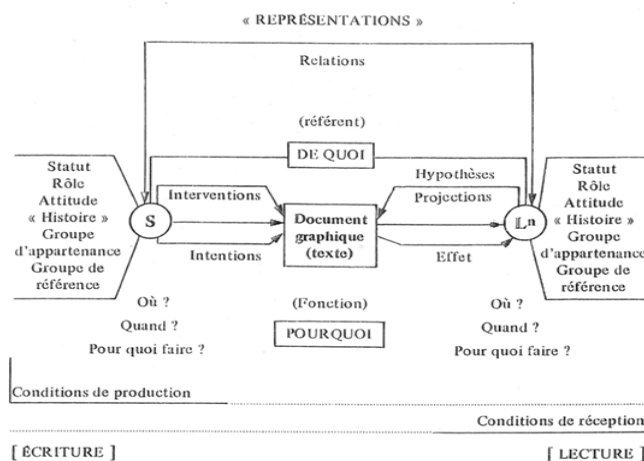 « REPRÉSENTATIONS »
Relations
(référent)
DE QUOI
Statut
Rôle
Attitude
« Histoire »
Groupe
d'appartenance
Groupe de
référence
S
Interventions
Intentions
Document
graphique
(texte)
Hypothèses
Projections
Effet
𝕃ⁿ
Statut
Rôle
Attitude
« Histoire »
Groupe
d'appartenance
Groupe de
référence
Où ?
Quand ?
Pour quoi faire ?
(Fonction)
POURQUOI
Où ?
Quand ?
Pour quoi faire ?
Conditions de production
Conditions de réception
[ ÉCRITURE ]
[ LECTURE ]